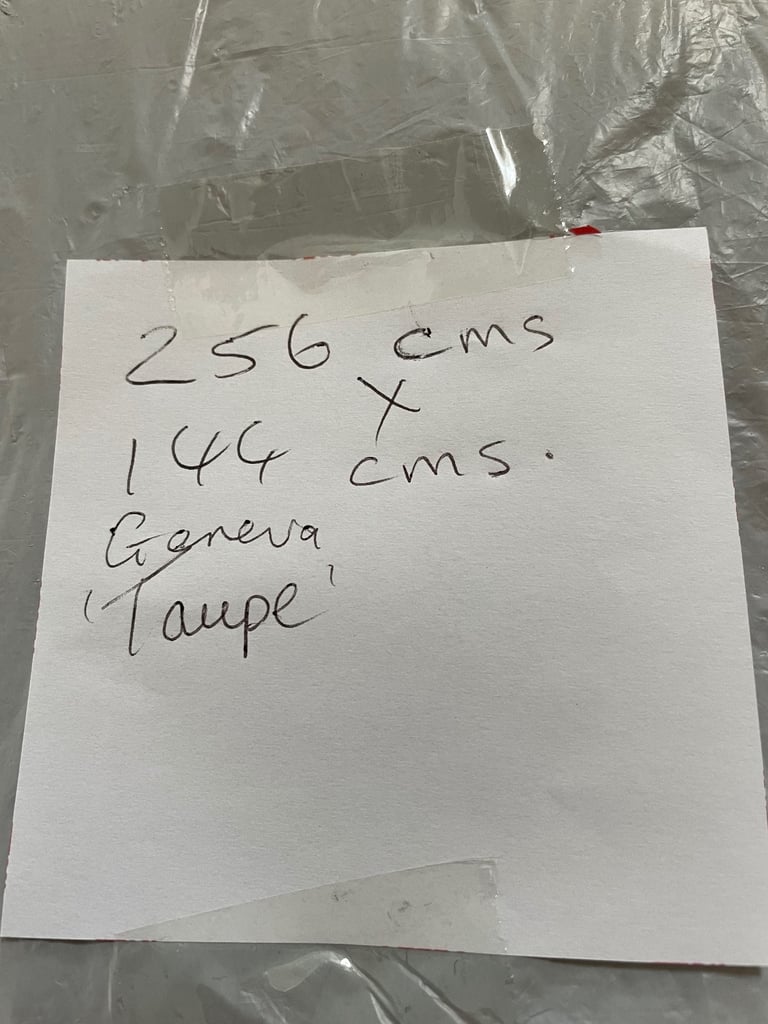 256 cms
X
144 cms.
Geneva
'Taupe'